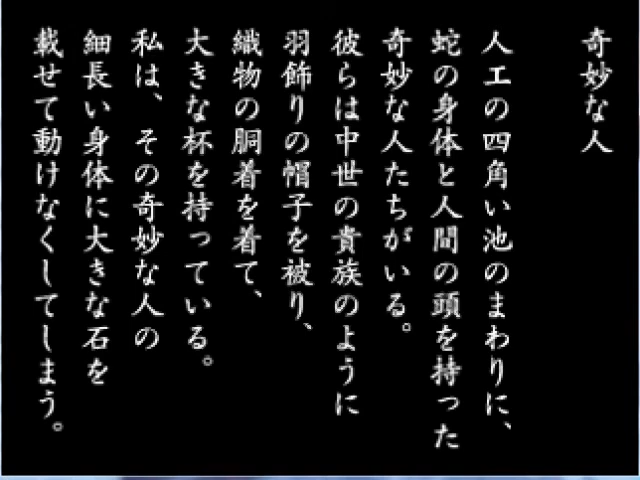 奇妙な人
人工の四角い池のまわりに、
蛇の身体と人間の頭を持った
奇妙な人たちがいる。
彼らは中世の貴族のように
羽飾りの帽子を被り、
織物の胴着を着て、
大きな杯を持っている。
私は、その奇妙な人の
細長い身体に大きな石を
載せて動けなくしてしまう。